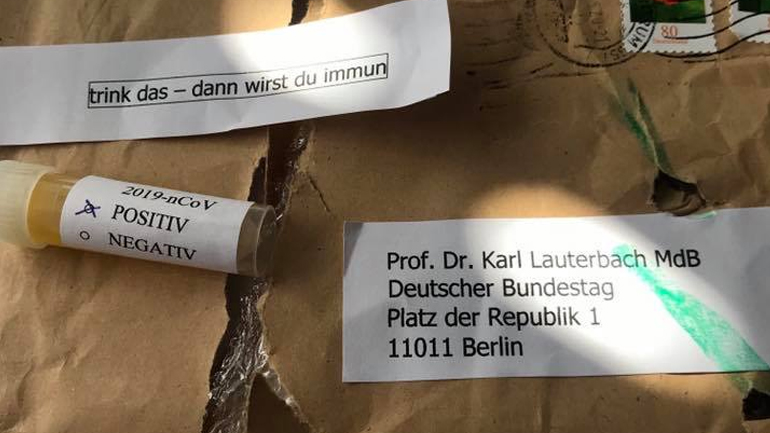 80
trink das – dann wirst du immun
2019-nCoV
POSITIV
NEGATIV
Prof. Dr. Karl Lauterbach MdB
Deutscher Bundestag
Platz der Republik 1
11011 Berlin